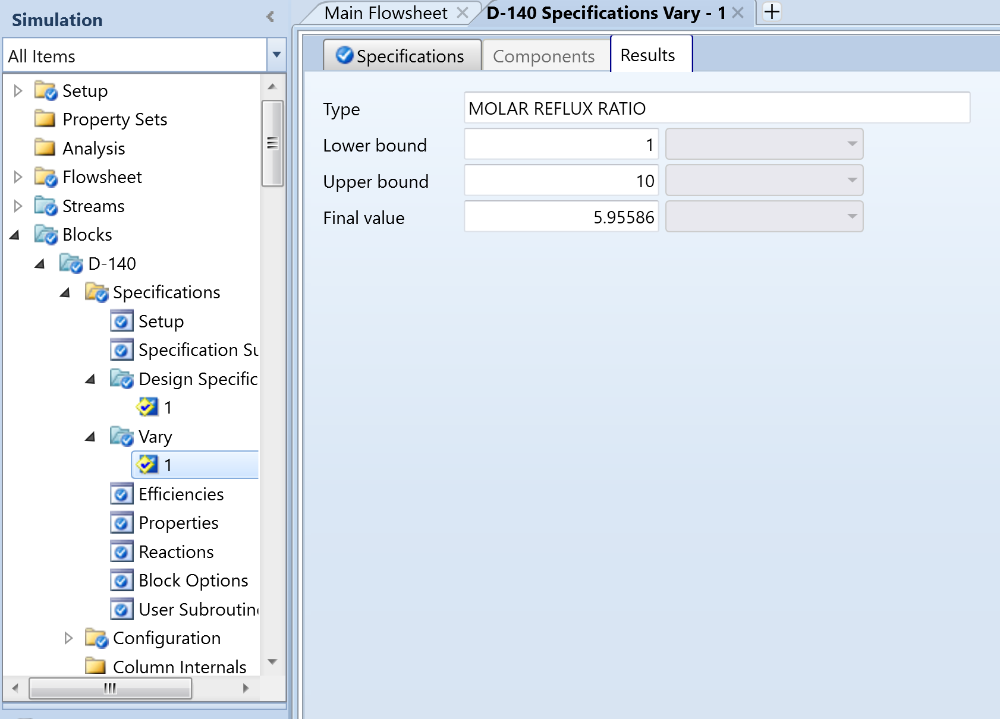 Simulation
All Items
Setup
Property Sets
Analysis
Flowsheet
Streams
Blocks
D-140
Specifications
Setup
Specification Su
Design Specific
1
Vary
1
Efficiencies
Properties
Reactions
Block Options
User Subroutin
Configuration
Column Internals
Main Flowsheet
D-140 Specifications Vary - 1
Specifications
Components
Results
Type
MOLAR REFLUX RATIO
Lower bound
1
Upper bound
10
Final value
5.95586